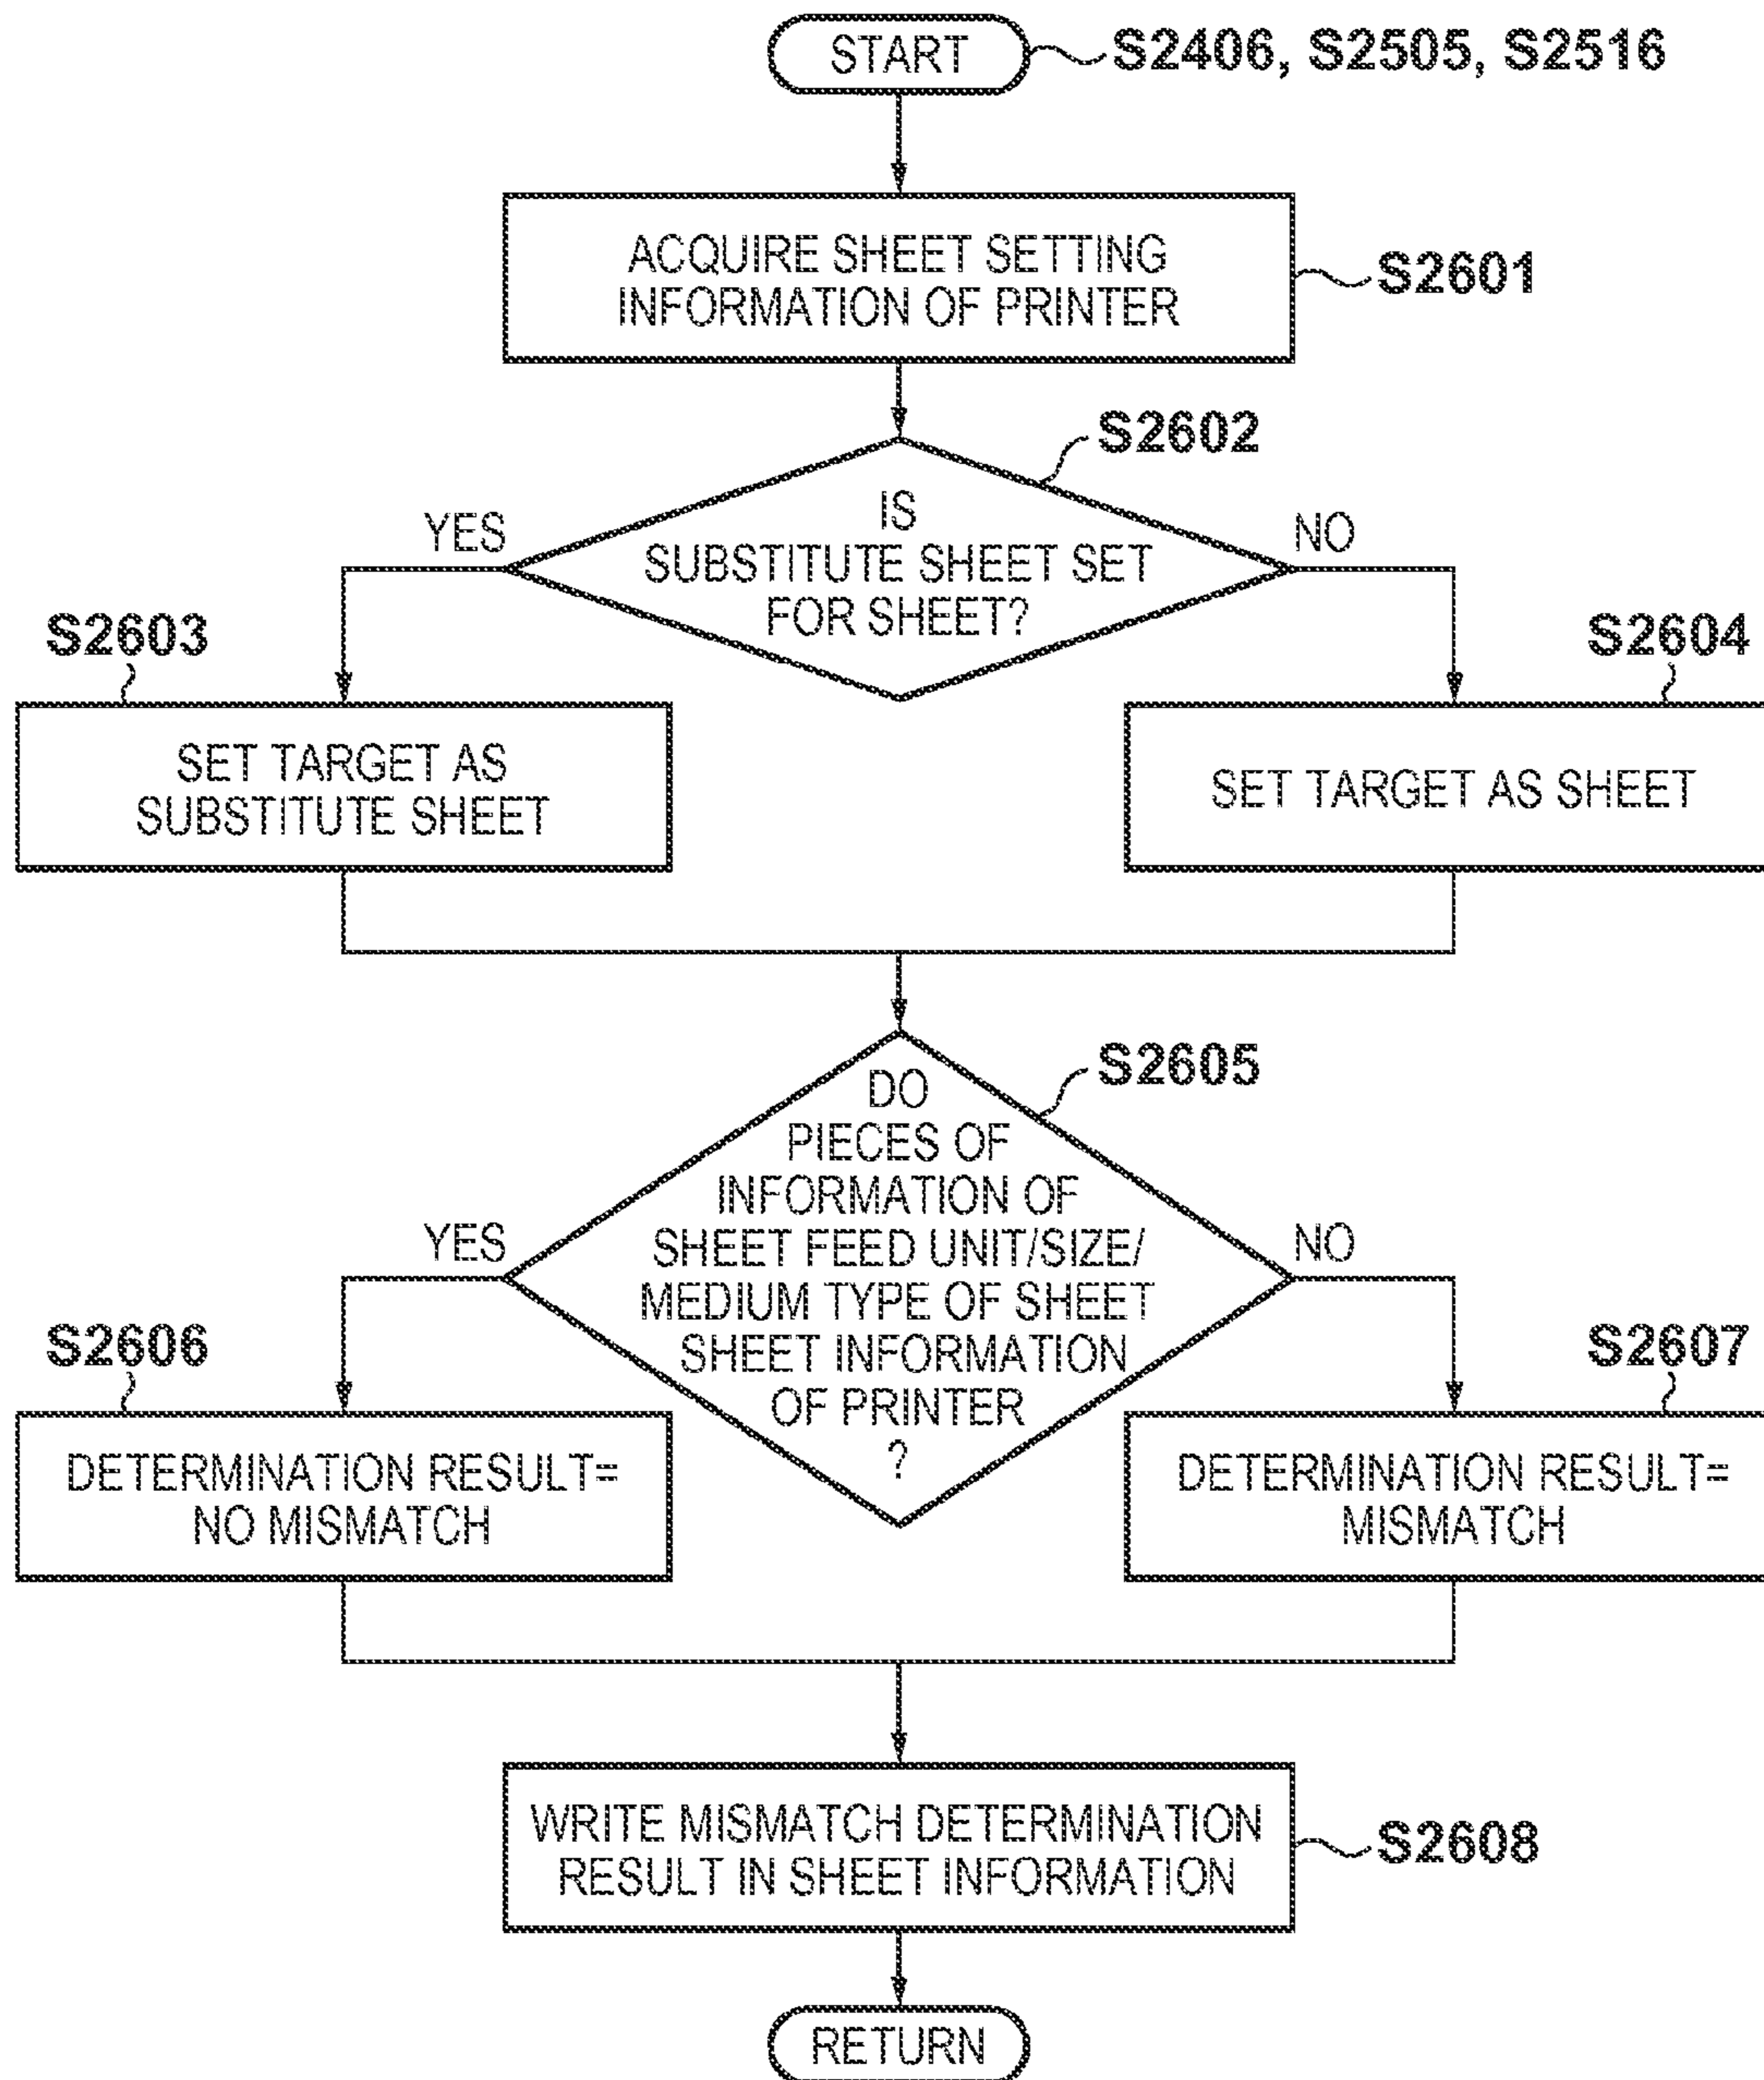 START
S2406, S2505, S2516
ACQUIRE SHEET SETTING
INFORMATION OF PRINTER
S2601
S2602
IS
SUBSTITUTE SHEET SET
FOR SHEET?
YES
NO
S2603
S2604
SET TARGET AS
SUBSTITUTE SHEET
SET TARGET AS SHEET
S2605
DO
PIECES OF
INFORMATION OF
SHEET FEED UNIT/SIZE/
MEDIUM TYPE OF SHEET
SHEET INFORMATION
OF PRINTER
?
YES
NO
S2606
S2607
DETERMINATION RESULT=
NO MISMATCH
DETERMINATION RESULT=
MISMATCH
WRITE MISMATCH DETERMINATION
RESULT IN SHEET INFORMATION
S2608
RETURN